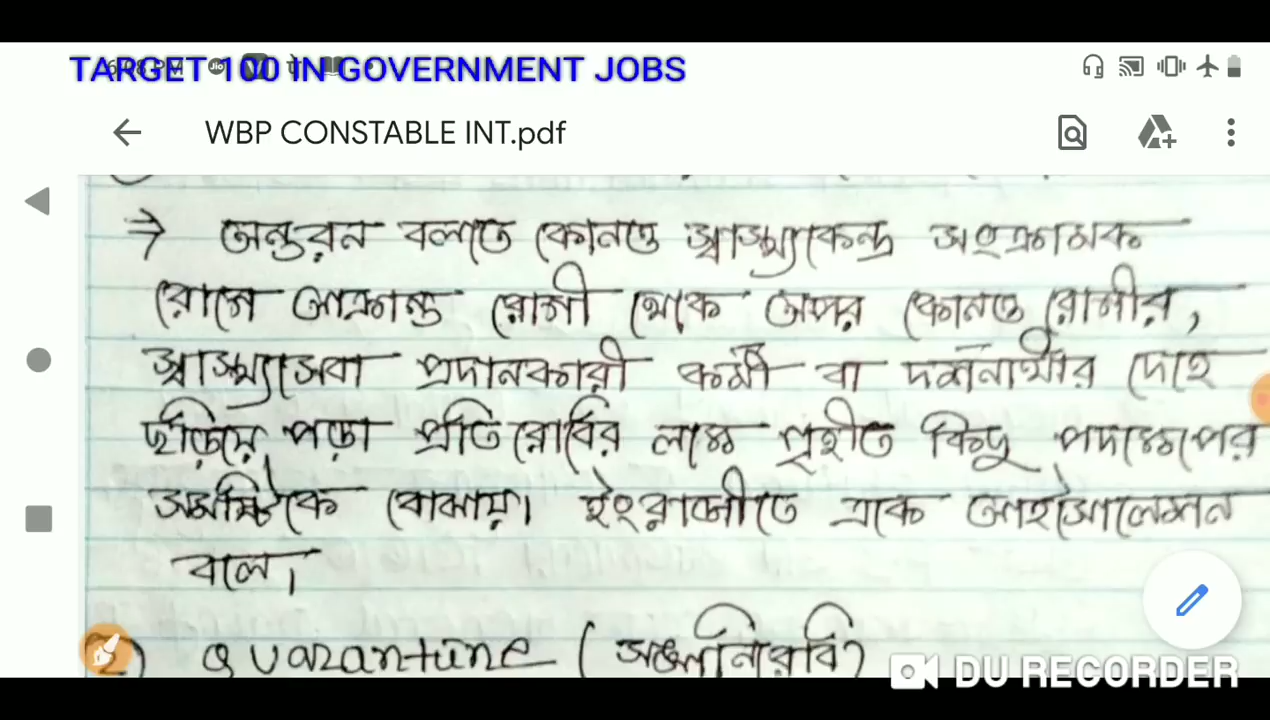 TARGET 100 IN GOVERNMENT JOBS
WBP CONSTABLE INT.pdf
⇒ অন্তরন বলতে কোনও স্বাস্থ্যকেন্দ্র সংক্রামক
রোগে আক্রান্ত রোগী থেকে অপর কোনও রোগীর,
স্বাস্থ্যসেবা প্রদানকারী কর্মী বা দর্শনার্থীর দেহে
ছড়িয়ে পড়া প্রতিরোধের লক্ষে গৃহীত কিছু পদক্ষেপের
সমষ্টিকে বোঝায়। ইংরাজীতে একে আইসোলেশন
বলে।
2) Quarantine (সঙ্গনিরোধ)
DU RECORDER